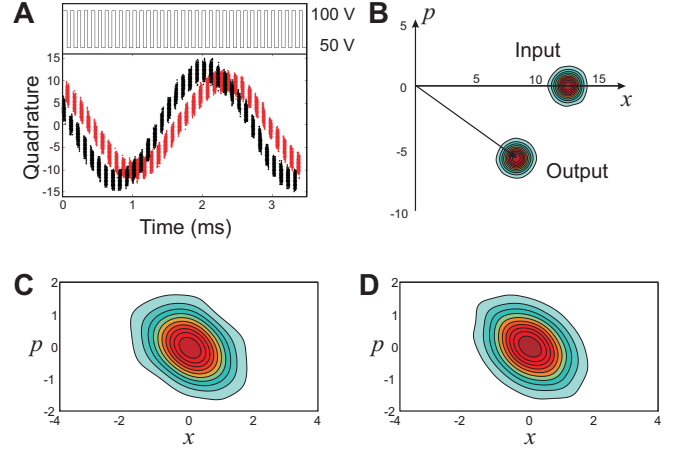 A
100 V
50 V
15
10
5
0
-5
-10
-15
Quadrature
0 1 2 3
Time (ms)
B
p
5
Input
0
5 10 15
x
-5
Output
-10
C
2
1
p 0
-1
-2
-4 -2 0 2 4
x
D
2
1
p 0
-1
-2
-4 -2 0 2 4
x